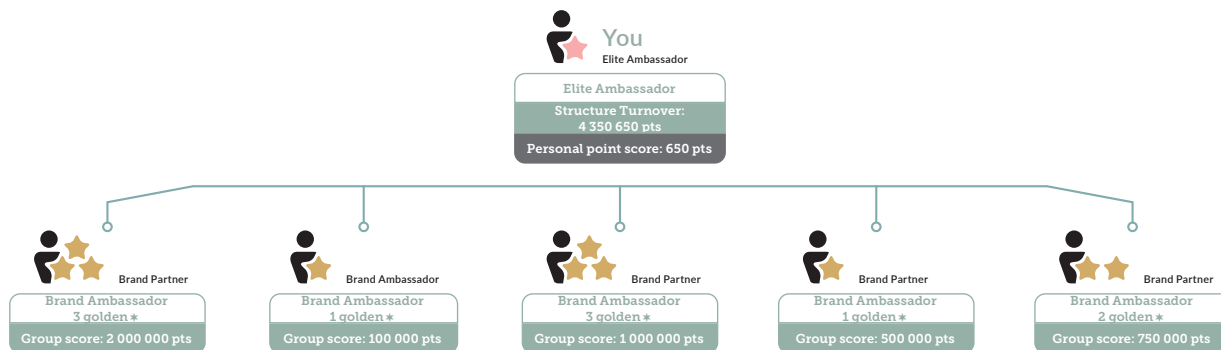 You
Elite Ambassador
Elite Ambassador
Structure Turnover:
4 350 650 pts
Personal point score: 650 pts
Brand Partner
Brand Ambassador
Brand Partner
Brand Partner
Brand Partner
Brand Ambassador
3 golden ✶
Group score: 2 000 000 pts
Brand Ambassador
1 golden ✶
Group score: 100 000 pts
Brand Ambassador
3 golden ✶
Group score: 1 000 000 pts
Brand Ambassador
1 golden ✶
Group score: 500 000 pts
Brand Ambassador
2 golden ✶
Group score: 750 000 pts